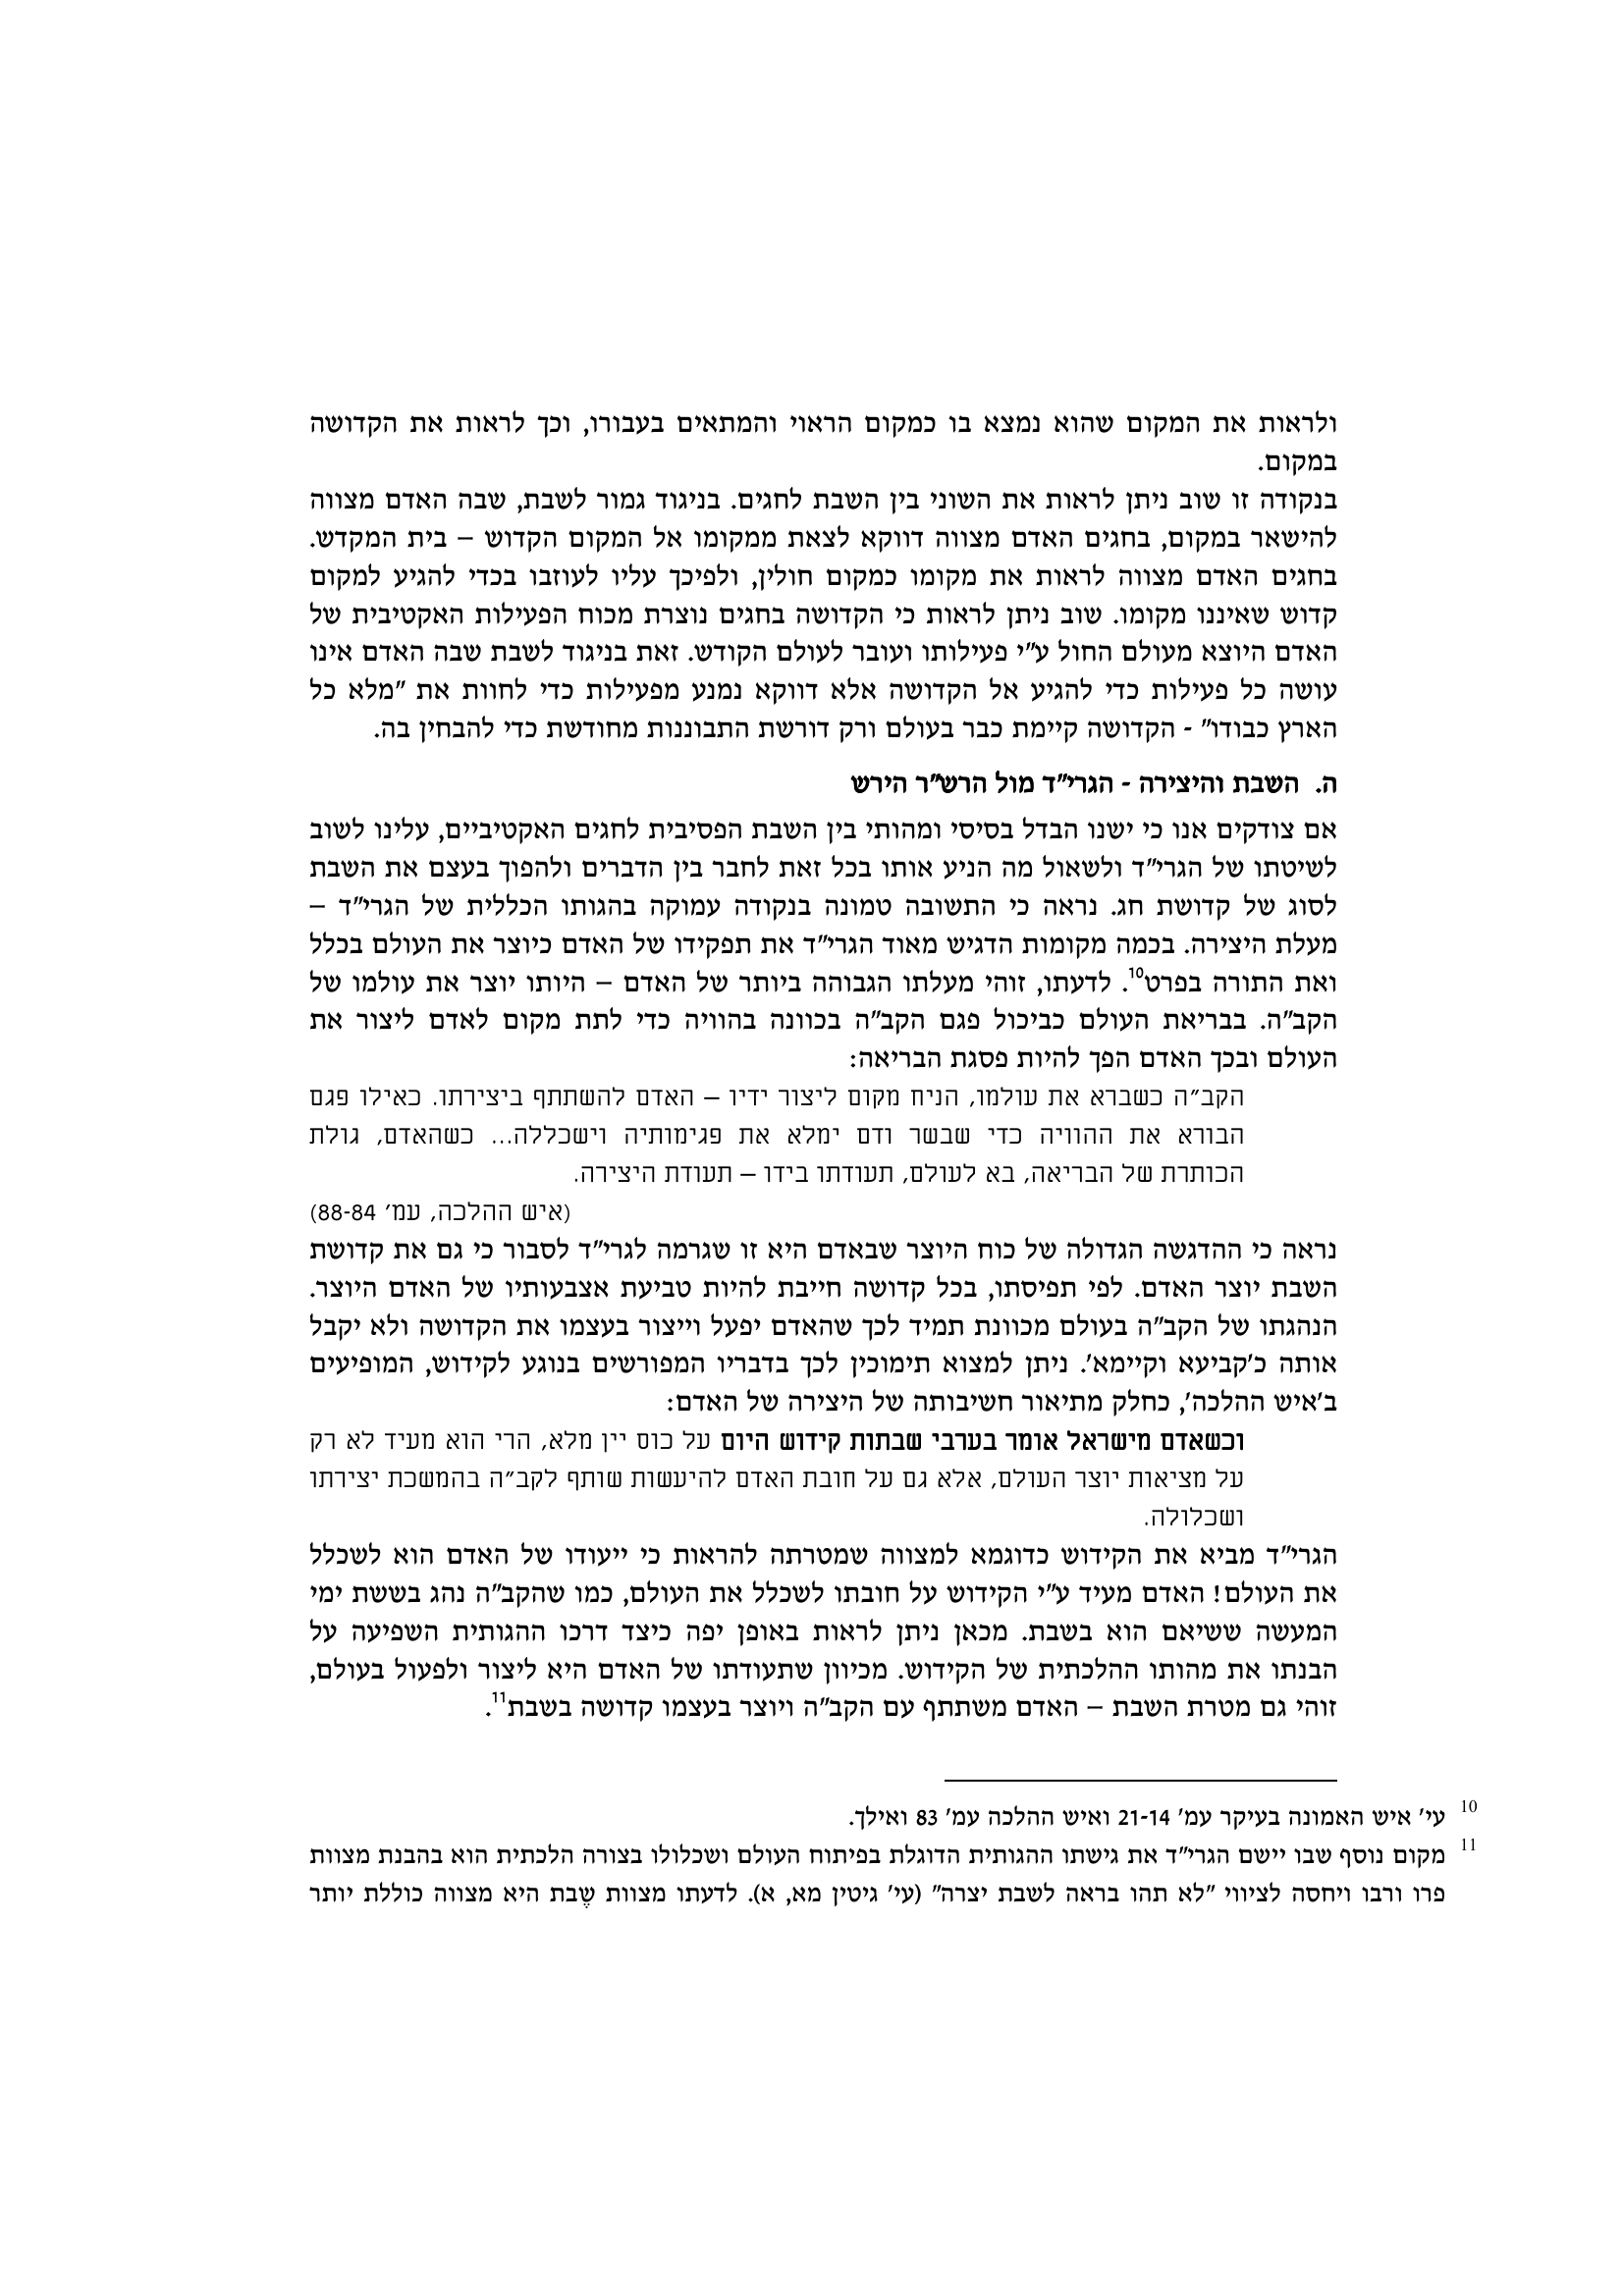 ולראות את המקום שהוא נמצא בו כמקום הראוי והמתאים בעבורו, וכך לראות את הקדושה
במקום.
בנקודה זו שוב ניתן לראות את השוני בין השבת לחגים. בניגוד גמור לשבת, שבה האדם מצווה
להישאר במקום, בחגים האדם מצווה דווקא לצאת ממקומו אל המקום הקדוש – בית המקדש.
בחגים האדם מצווה לראות את מקומו כמקום חולין, ולפיכך עליו לעוזבו בכדי להגיע למקום
קדוש שאיננו מקומו. שוב ניתן לראות כי הקדושה בחגים נוצרת מכוח הפעילות האקטיבית של
האדם היוצא מעולם החול ע"י פעילותו ועובר לעולם הקודש. זאת בניגוד לשבת שבה האדם אינו
עושה כל פעילות כדי להגיע אל הקדושה אלא דווקא נמנע מפעילות כדי לחוות את "מלא כל
הארץ כבודו" - הקדושה קיימת כבר בעולם ורק דורשת התבוננות מחודשת כדי להבחין בה.
ה. השבת והיצירה - הגרי"ד מול הרש"ר הירש
אם צודקים אנו כי ישנו הבדל בסיסי ומהותי בין השבת הפסיבית לחגים האקטיביים, עלינו לשוב
לשיטתו של הגרי"ד ולשאול מה הניע אותו בכל זאת לחבר בין הדברים ולהפוך בעצם את השבת
לסוג של קדושת חג. נראה כי התשובה טמונה בנקודה עמוקה בהגותו הכללית של הגרי"ד –
מעלת היצירה. בכמה מקומות הדגיש מאוד הגרי"ד את תפקידו של האדם כיוצר את העולם בכלל
ואת התורה בפרט10. לדעתו, זוהי מעלתו הגבוהה ביותר של האדם – היותו יוצר את עולמו של
הקב"ה. בבריאת העולם כביכול פגם הקב"ה בכוונה בהוויה כדי לתת מקום לאדם ליצור את
העולם ובכך האדם הפך להיות פסגת הבריאה:
הקב"ה כשברא את עולמו, הניח מקום ליצור ידיו – האדם להשתתף ביצירתו. כאילו פגם
הבורא את ההוויה כדי שבשר ודם ימלא את פגימותיה וישכללה... כשהאדם, גולת
הכותרת של הבריאה, בא לעולם, תעודתו בידו – תעודת היצירה.
(איש ההלכה, עמ' 88-84)
נראה כי ההדגשה הגדולה של כוח היוצר שבאדם היא זו שגרמה לגרי"ד לסבור כי גם את קדושת
השבת יוצר האדם. לפי תפיסתו, בכל קדושה חייבת להיות טביעת אצבעותיו של האדם היוצר.
הנהגתו של הקב"ה בעולם מכוונת תמיד לכך שהאדם יפעל וייצור בעצמו את הקדושה ולא יקבל
אותה כ'קביעא וקיימא'. ניתן למצוא תימוכין לכך בדבריו המפורשים בנוגע לקידוש, המופיעים
ב'איש ההלכה', כחלק מתיאור חשיבותה של היצירה של האדם:
וכשאדם מישראל אומר בערבי שבתות קידוש היום על כוס יין מלא, הרי הוא מעיד לא רק
על מציאות יוצר העולם, אלא גם על חובת האדם להיעשות שותף לקב"ה בהמשכת יצירתו
ושכלולה.
הגרי"ד מביא את הקידוש כדוגמא למצווה שמטרתה להראות כי ייעודו של האדם הוא לשכלל
את העולם! האדם מעיד ע"י הקידוש על חובתו לשכלל את העולם, כמו שהקב"ה נהג בששת ימי
המעשה ששיאם הוא בשבת. מכאן ניתן לראות באופן יפה כיצד דרכו ההגותית השפיעה על
הבנתו את מהותו ההלכתית של הקידוש. מכיוון שתעודתו של האדם היא ליצור ולפעול בעולם,
זוהי גם מטרת השבת – האדם משתתף עם הקב"ה ויוצר בעצמו קדושה בשבת11.
10 עי' איש האמונה בעיקר עמ' 21-14 ואיש ההלכה עמ' 83 ואילך.
11 מקום נוסף שבו יישם הגרי"ד את גישתו ההגותית הדוגלת בפיתוח העולם ושכלולו בצורה הלכתית הוא בהבנת מצוות
פרו ורבו ויחסה לציווי "לא תהו בראה לשבת יצרה" (עי' גיטין מא, א). לדעתו מצוות שֶבת היא מצווה כוללת יותר